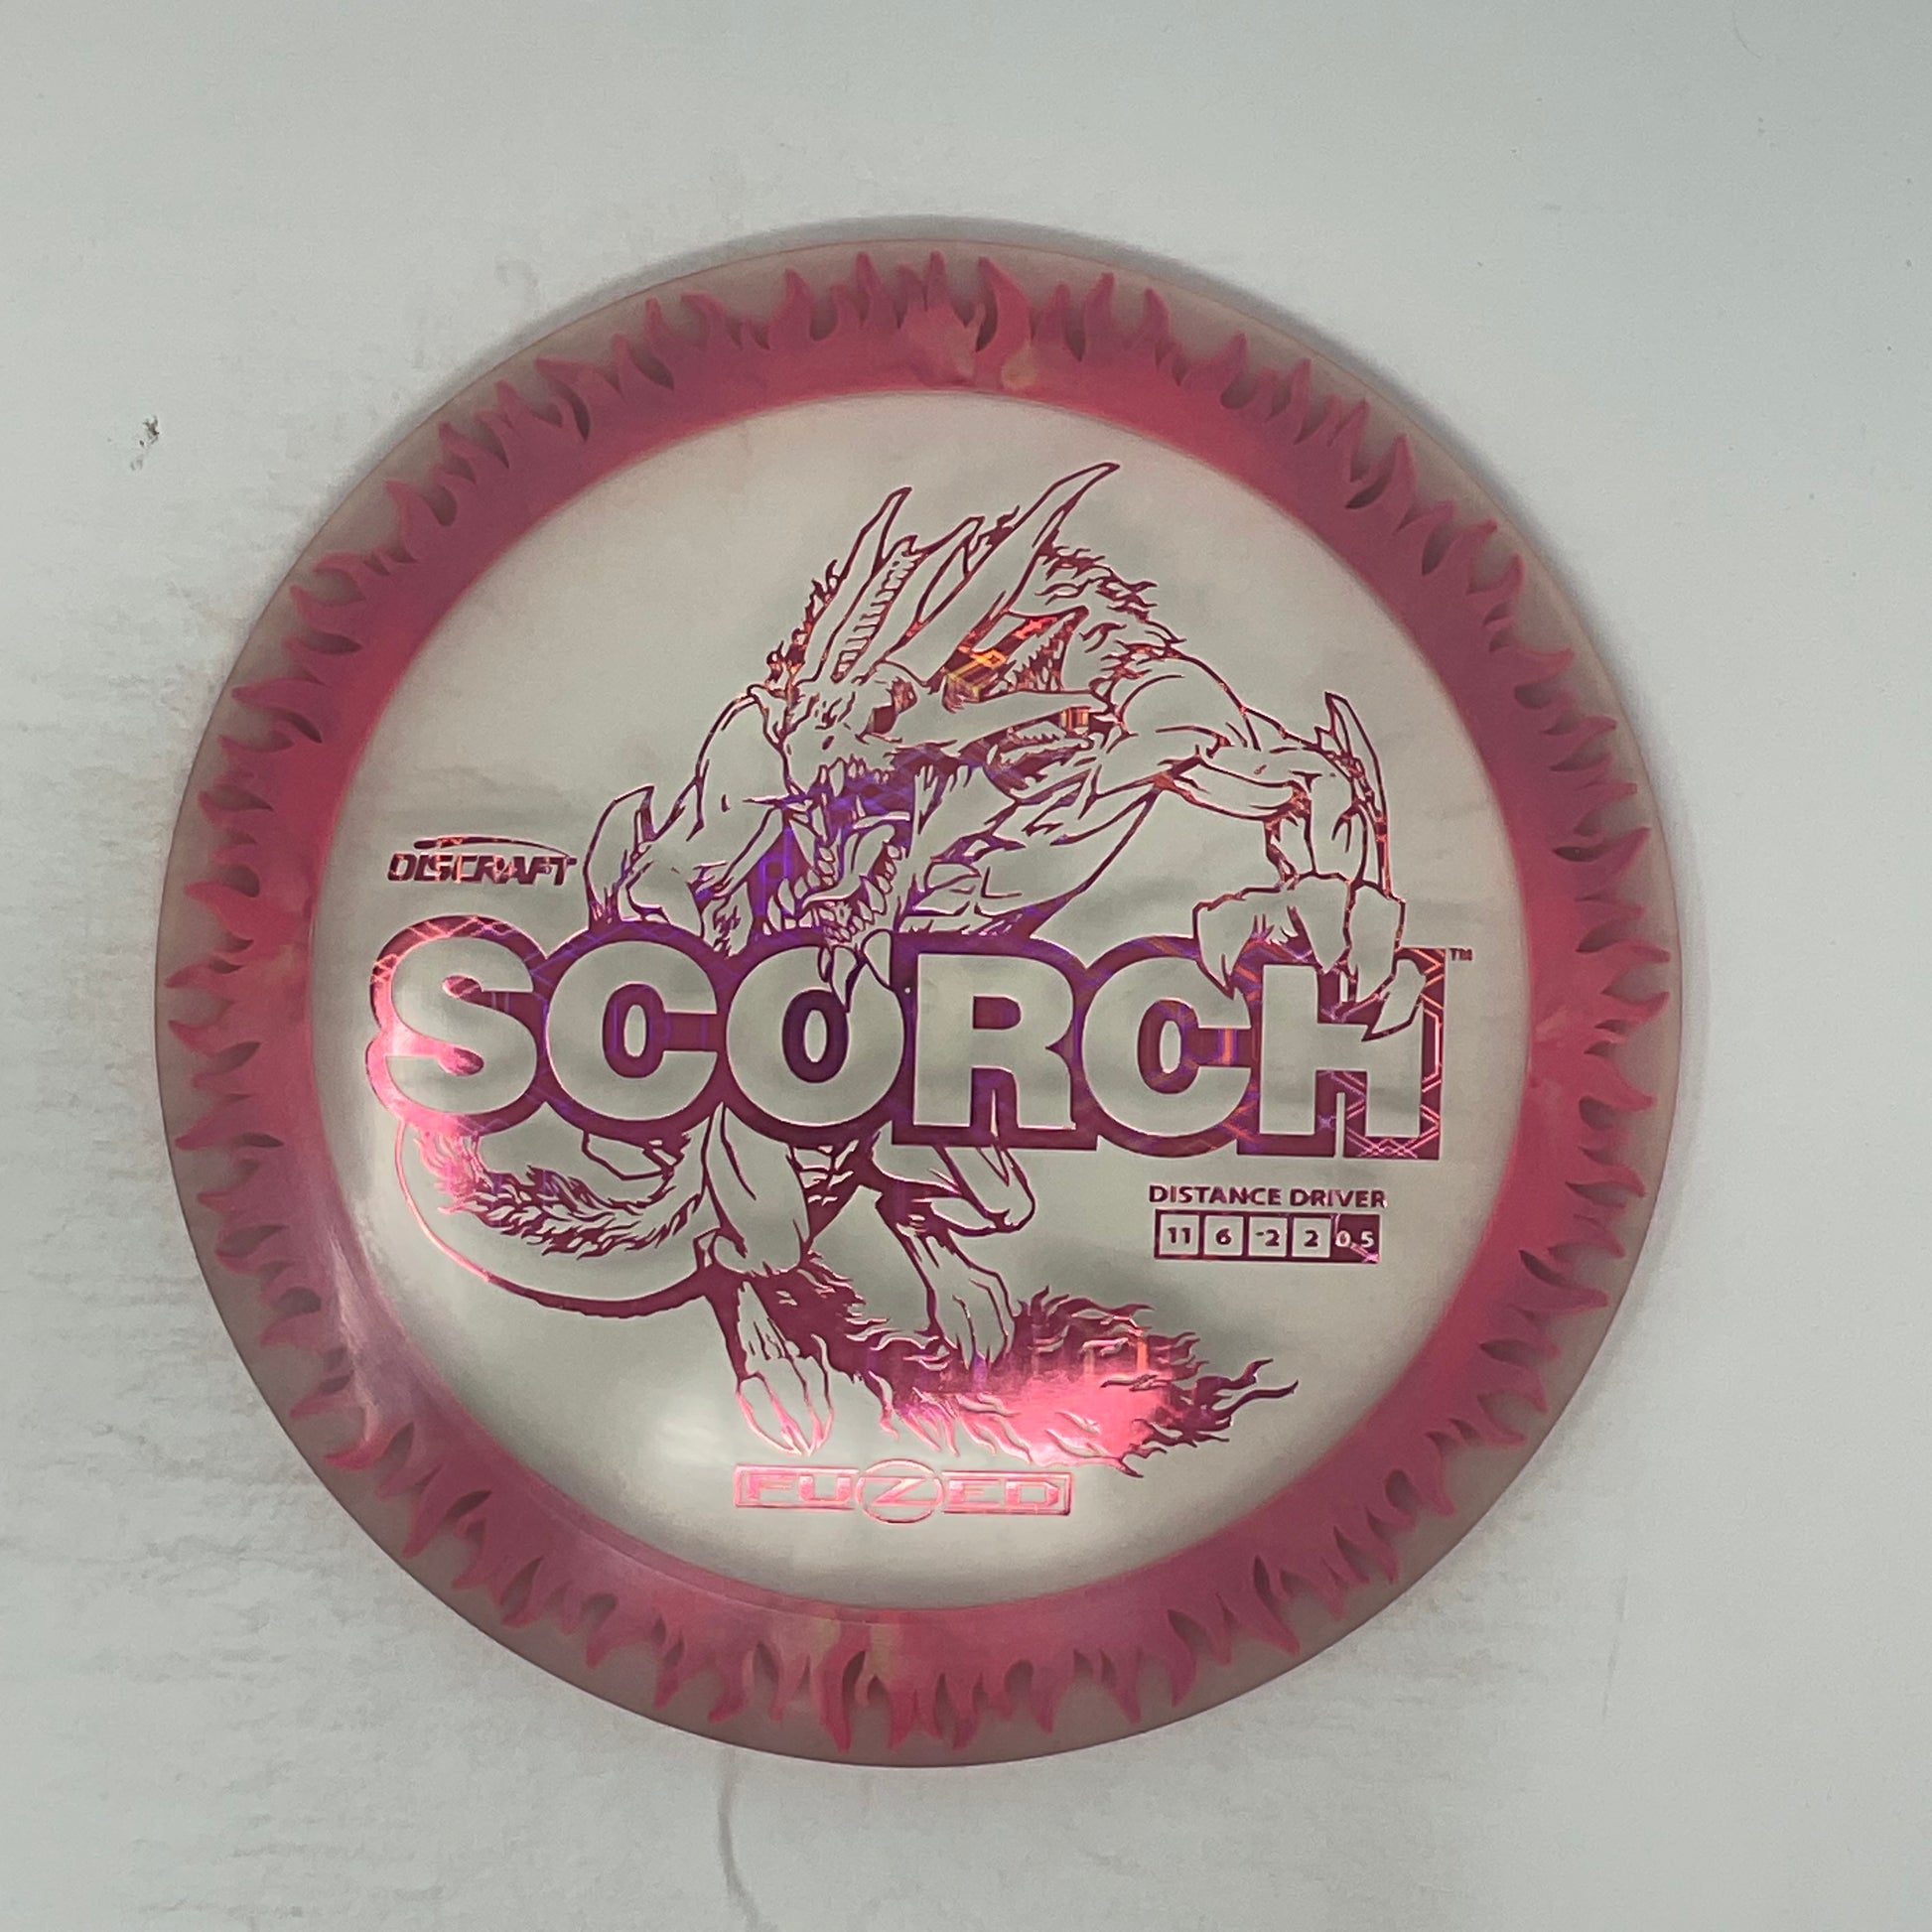 DISCRAFT
SCORCH™
DISTANCE DRIVER
11 6 -2 2 0.5
FUZED